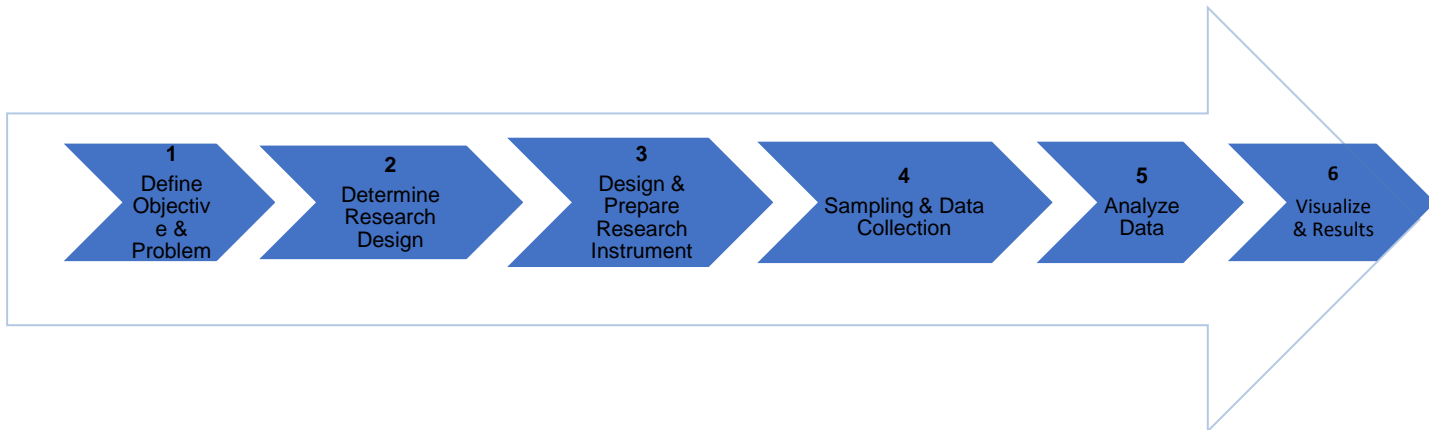 1
Define
Objectiv
e &
Problem
2
Determine
Research
Design
3
Design &
Prepare
Research
Instrument
4
Sampling & Data
Collection
5
Analyze
Data
6
Visualize
& Results